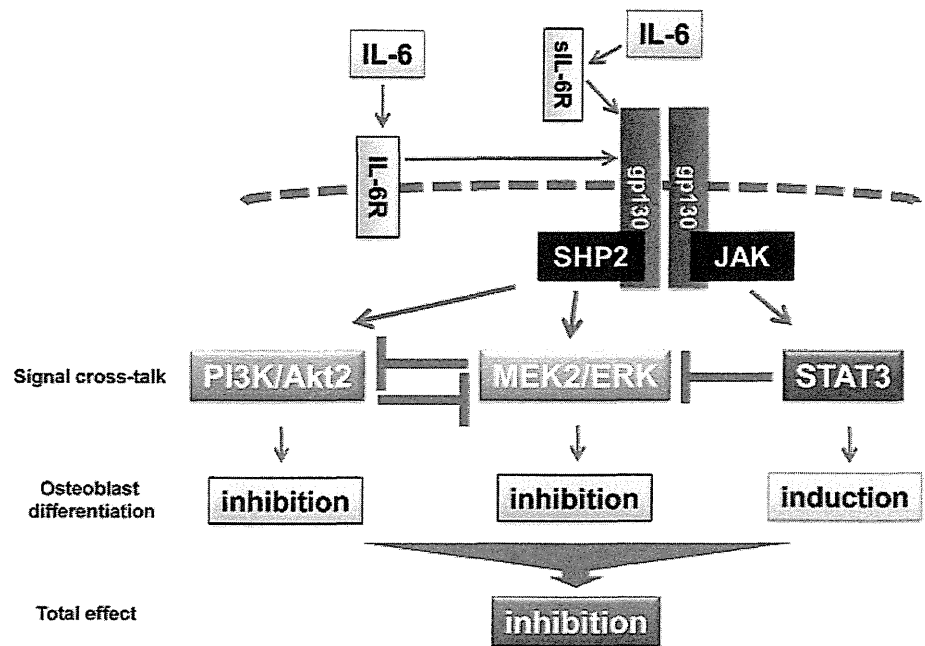 IL-6
IL-6
sIL-6R
IL-6R
gp130
gp130
SHP2
JAK
Signal cross-talk
PI3K/Akt2
MEK2/ERK
STAT3
Osteoblast
differentiation
inhibition
inhibition
induction
Total effect
inhibition